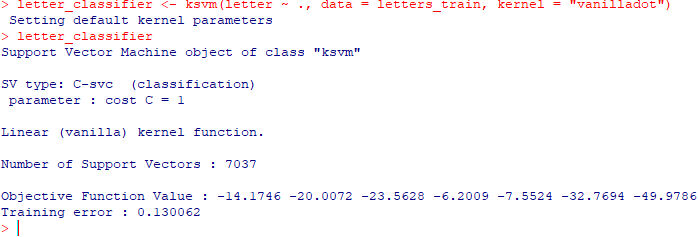 > letter_classifier <- ksvm(letter ~ ., data = letters_train, kernel = "vanilladot")
 Setting default kernel parameters
> letter_classifier
Support Vector Machine object of class "ksvm"

SV type: C-svc  (classification)
 parameter : cost C = 1

Linear (vanilla) kernel function.

Number of Support Vectors : 7037

Objective Function Value : -14.1746 -20.0072 -23.5628 -6.2009 -7.5524 -32.7694 -49.9786
Training error : 0.130062
>